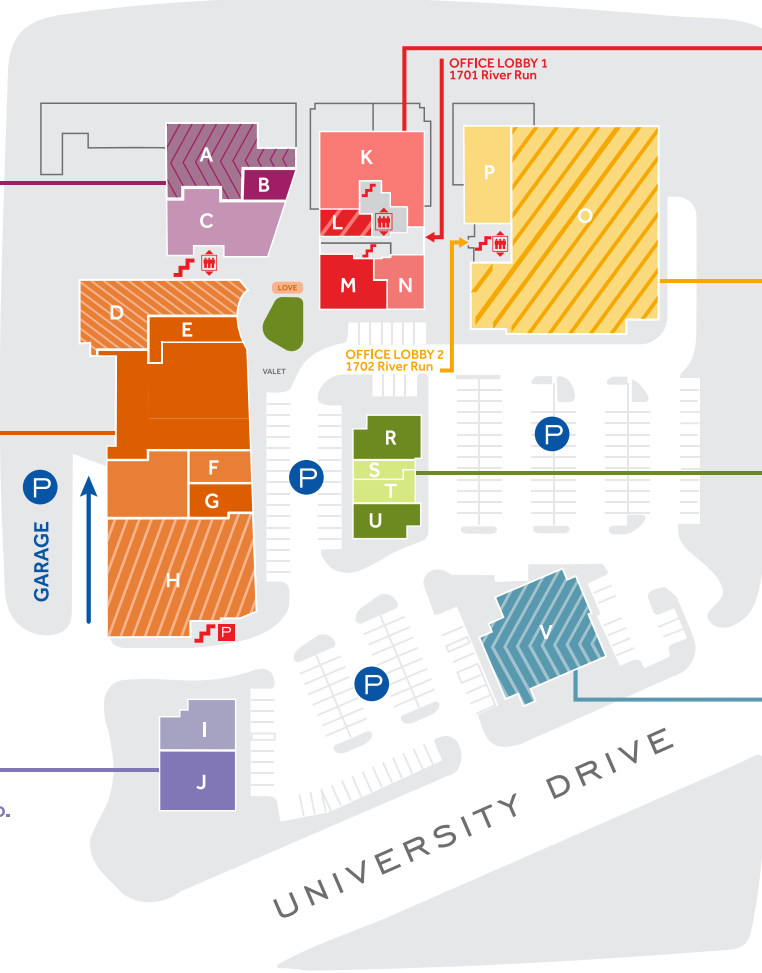 OFFICE LOBBY 1
1701 River Run
A
B
C
K
L
M
N
P
O
LOVE
D
E
VALET
OFFICE LOBBY 2
1702 River Run
R
S
T
U
P
P
P
GARAGE
F
G
H
P
V
P
I
J
o.
UNIVERSITY DRIVE